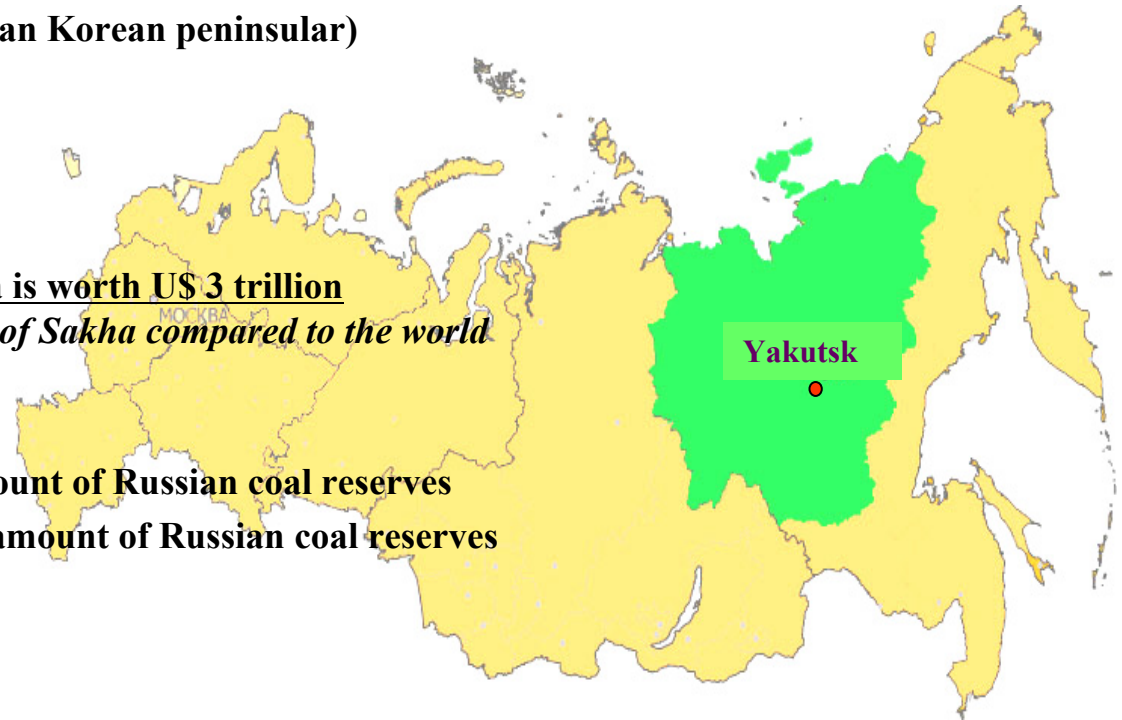 an Korean peninsular)
is worth U$ 3 trillion
МОСКВА
of Sakha compared to the world
Yakutsk
ount of Russian coal reserves
amount of Russian coal reserves